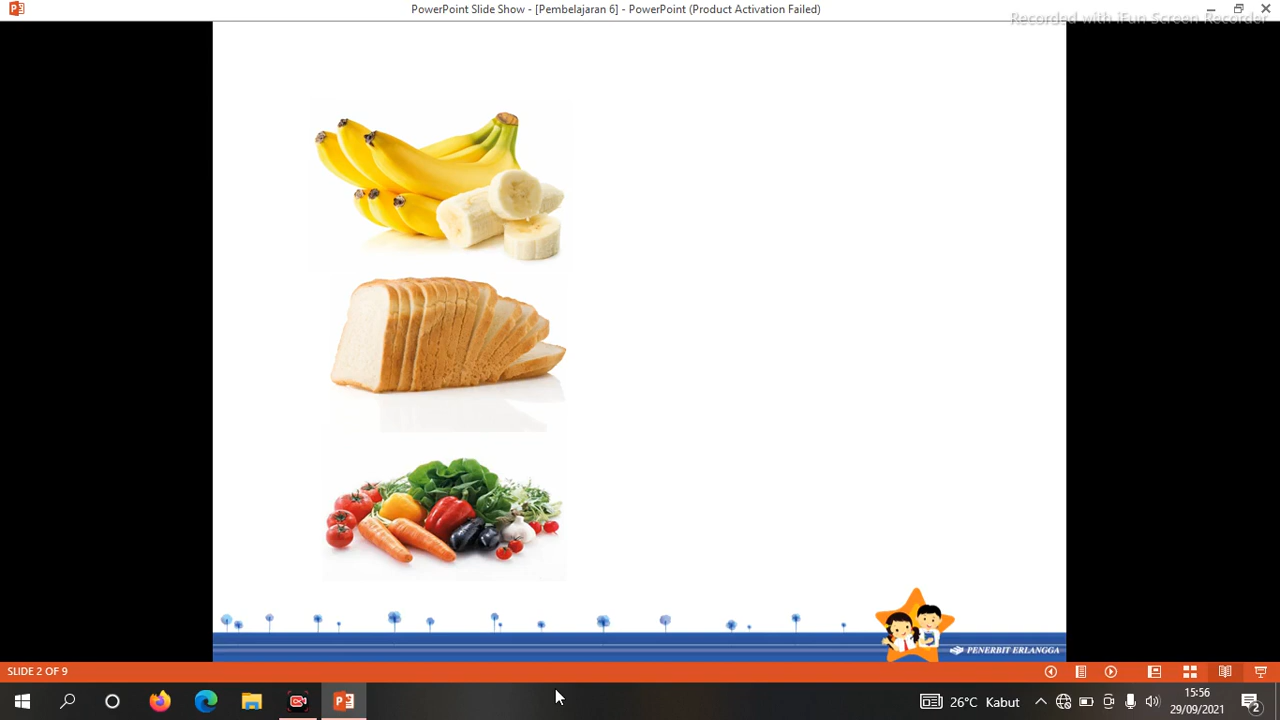 PowerPoint Slide Show - [Pembelajaran 6] - PowerPoint (Product Activation Failed)
Recorded with iFun Screen Recorder
PENERBIT ERLANGGA
SLIDE 2 OF 9
26°C Kabut
15:56
29/09/2021
2